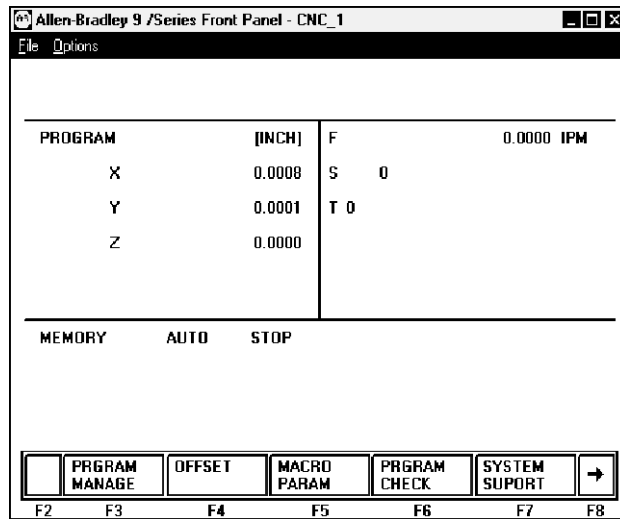 Allen-Bradley 9 /Series Front Panel - CNC_1
File Options
PROGRAM [INCH] F 0.0000 IPM
X 0.0008 S 0
Y 0.0001 T 0
Z 0.0000
MEMORY AUTO STOP
PRGRAM MANAGE OFFSET MACRO PARAM PRGRAM CHECK SYSTEM SUPORT →
F2 F3 F4 F5 F6 F7 F8